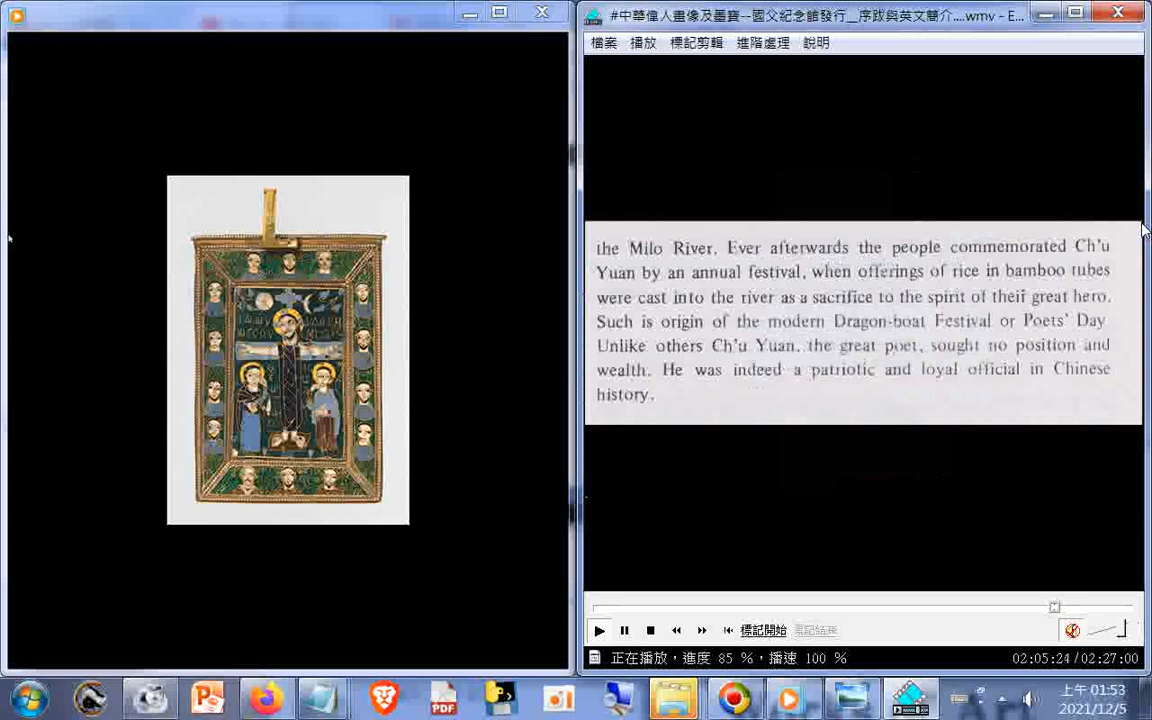 #中華偉人畫像及墨寶--國父紀念館發行__序跋與英文簡介....wmv - E...
檔案 播放 標記剪輯 進階處理 說明
the Milo River. Ever afterwards the people commemorated Ch'u
Yuan by an annual festival, when offerings of rice in bamboo tubes
were cast into the river as a sacrifice to the spirit of their great hero.
Such is origin of the modern Dragon-boat Festival or Poets' Day
Unlike others Ch'u Yuan, the great poet, sought no position and
wealth. He was indeed a patriotic and loyal official in Chinese
history.
標記開始 標記結束
正在播放，進度 85 %，播速 100 % 02:05:24 / 02:27:00
PDF
上午 01:53
2021/12/5